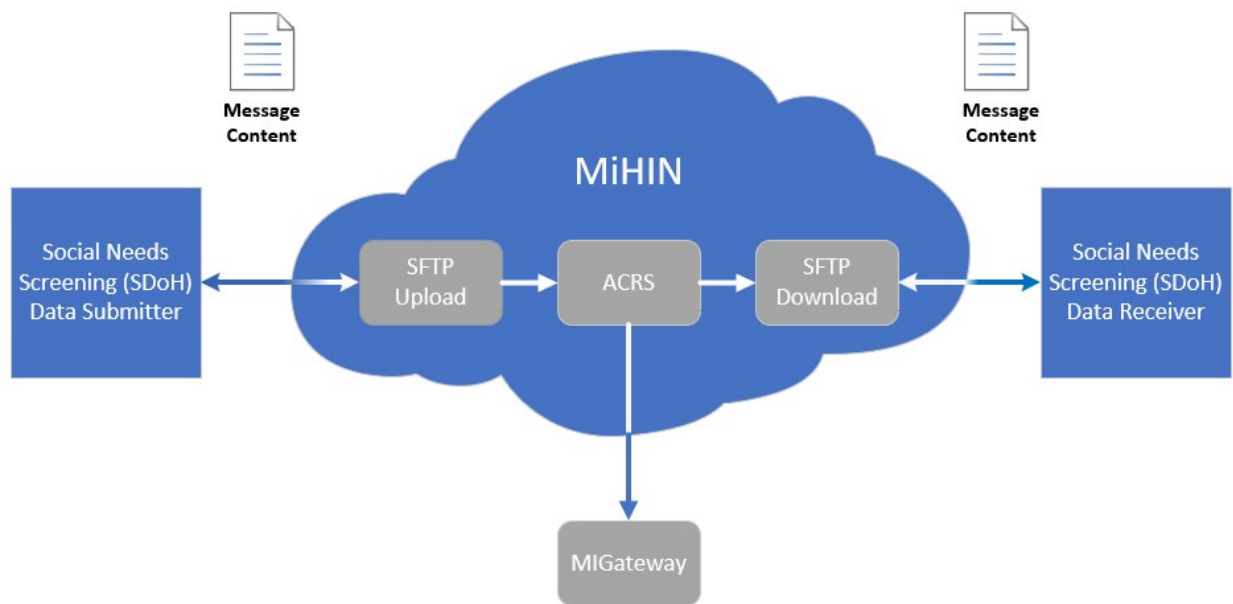 Message
Content
Message
Content
MiHIN
Social Needs
Screening (SDoH)
Data Submitter
SFTP
Upload
ACRS
SFTP
Download
Social Needs
Screening (SDoH)
Data Receiver
MIGateway